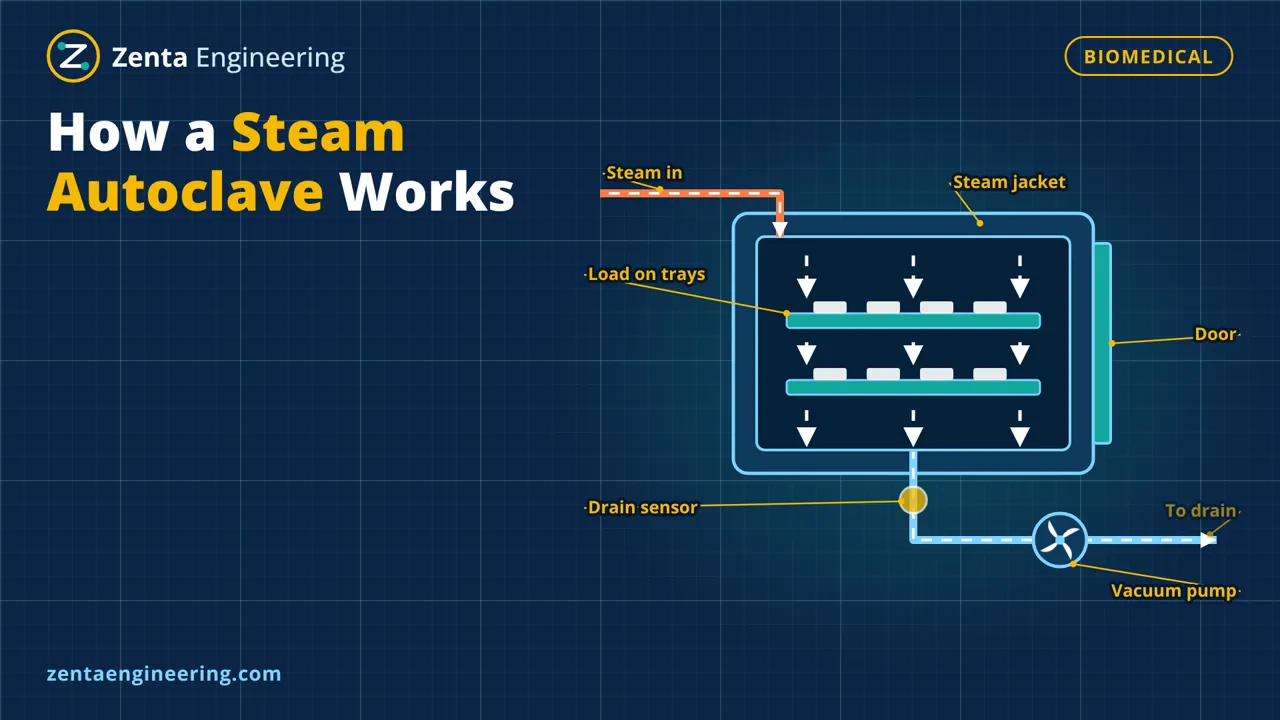 Zenta Engineering
BIOMEDICAL
How a Steam
Autoclave Works
Steam in
Steam jacket
Load on trays
Door
Drain sensor
To drain
Vacuum pump
zentaengineering.com